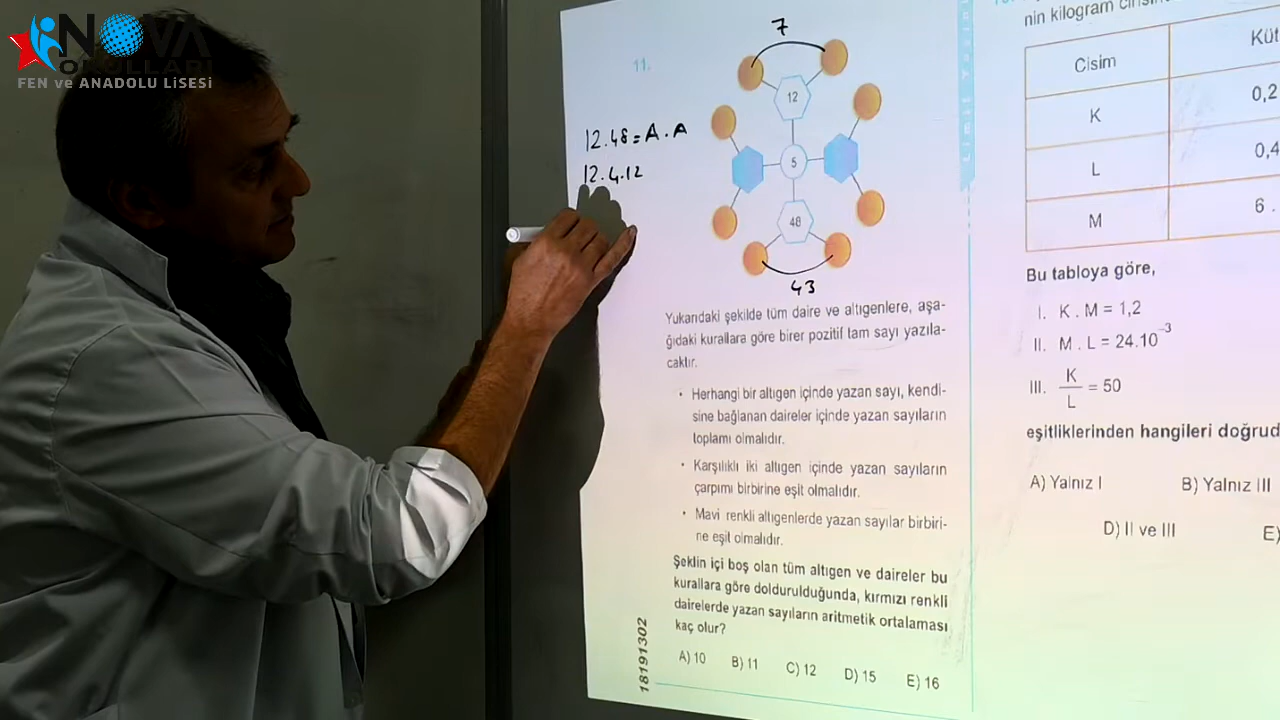 NOVA
OKULLARI
FEN ve ANADOLU LİSESİ
11.
7
12
5
48
43
12.48=A.A
12.4.12
Yukarıdaki şekilde tüm daire ve altıgenlere, aşa-
ğıdaki kurallara göre birer pozitif tam sayı yazıla-
caktır.
• Herhangi bir altıgen içinde yazan sayı, kendi-
sine bağlanan daireler içinde yazan sayıların
toplamı olmalıdır.
• Karşılıklı iki altıgen içinde yazan sayıların
çarpımı birbirine eşit olmalıdır.
• Mavi renkli altıgenlerde yazan sayılar birbiri-
ne eşit olmalıdır.
Şeklin içi boş olan tüm altıgen ve daireler bu
kurallara göre doldurulduğunda, kırmızı renkli
dairelerde yazan sayıların aritmetik ortalaması
kaç olur?
A) 10 B) 11 C) 12 D) 15 E) 16
18191302
nin kilogram
Cisim Küt
K 0,2
L 0,4
M 6 .
Bu tabloya göre,
I. K . M = 1,2
II. M . L = 24.10⁻³
III. K/L = 50
eşitliklerinden hangileri doğrud
A) Yalnız I B) Yalnız III
D) II ve III E)